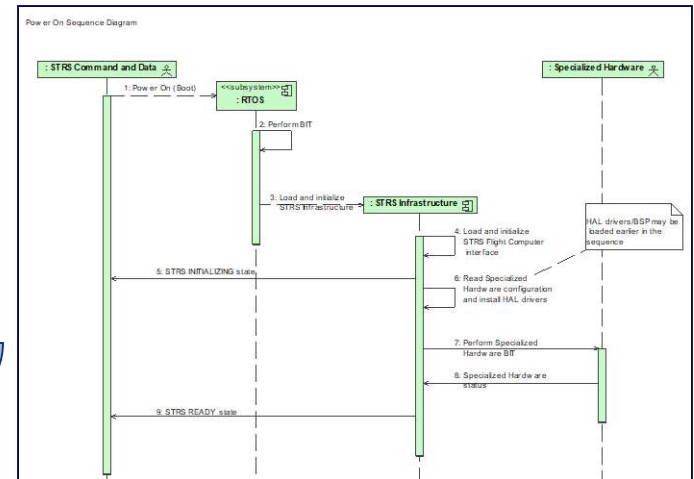 Power On Sequence Diagram
: STRS Command and Data
: Specialized Hardware
1: Power On (Boot)
<<subsystem>>
: RTOS
2: Perform BIT
3: Load and initialize
STRS Infrastructure
: STRS Infrastructure
HAL drivers/BSP may be
loaded earlier in the
sequence
4: Load and initialize
STRS Flight Computer
interface
5: STRS INITIALIZING state
6: Read Specialized
Hardware configuration
and install HAL drivers
7: Perform Specialized
Hardware BIT
8: Specialized Hardware
status
9: STRS READY state